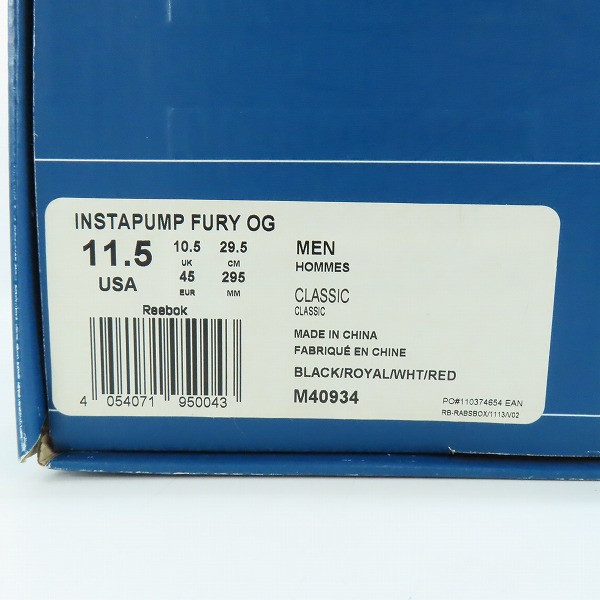 INSTAPUMP FURY OG
11.5
USA
10.5
UK
45
EUR
29.5
CM
295
MM
Reebok
4 054071 950043
MEN
HOMMES
CLASSIC
CLASSIC
MADE IN CHINA
FABRIQUÉ EN CHINE
BLACK/ROYAL/WHT/RED
M40934
PO#110374654 EAN
RB-RABSBOX/1113/V02